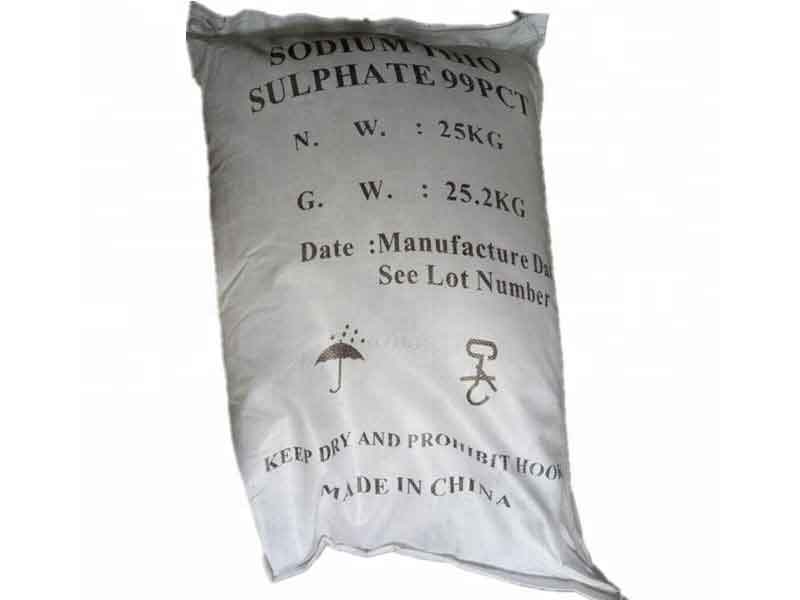 SODIUM THIO
SULPHATE 99PCT
N. W. : 25KG
G. W. : 25.2KG
Date :Manufacture
See Lot Number
KEEP DRY AND PROHIBIT HOOK
MADE IN CHINA